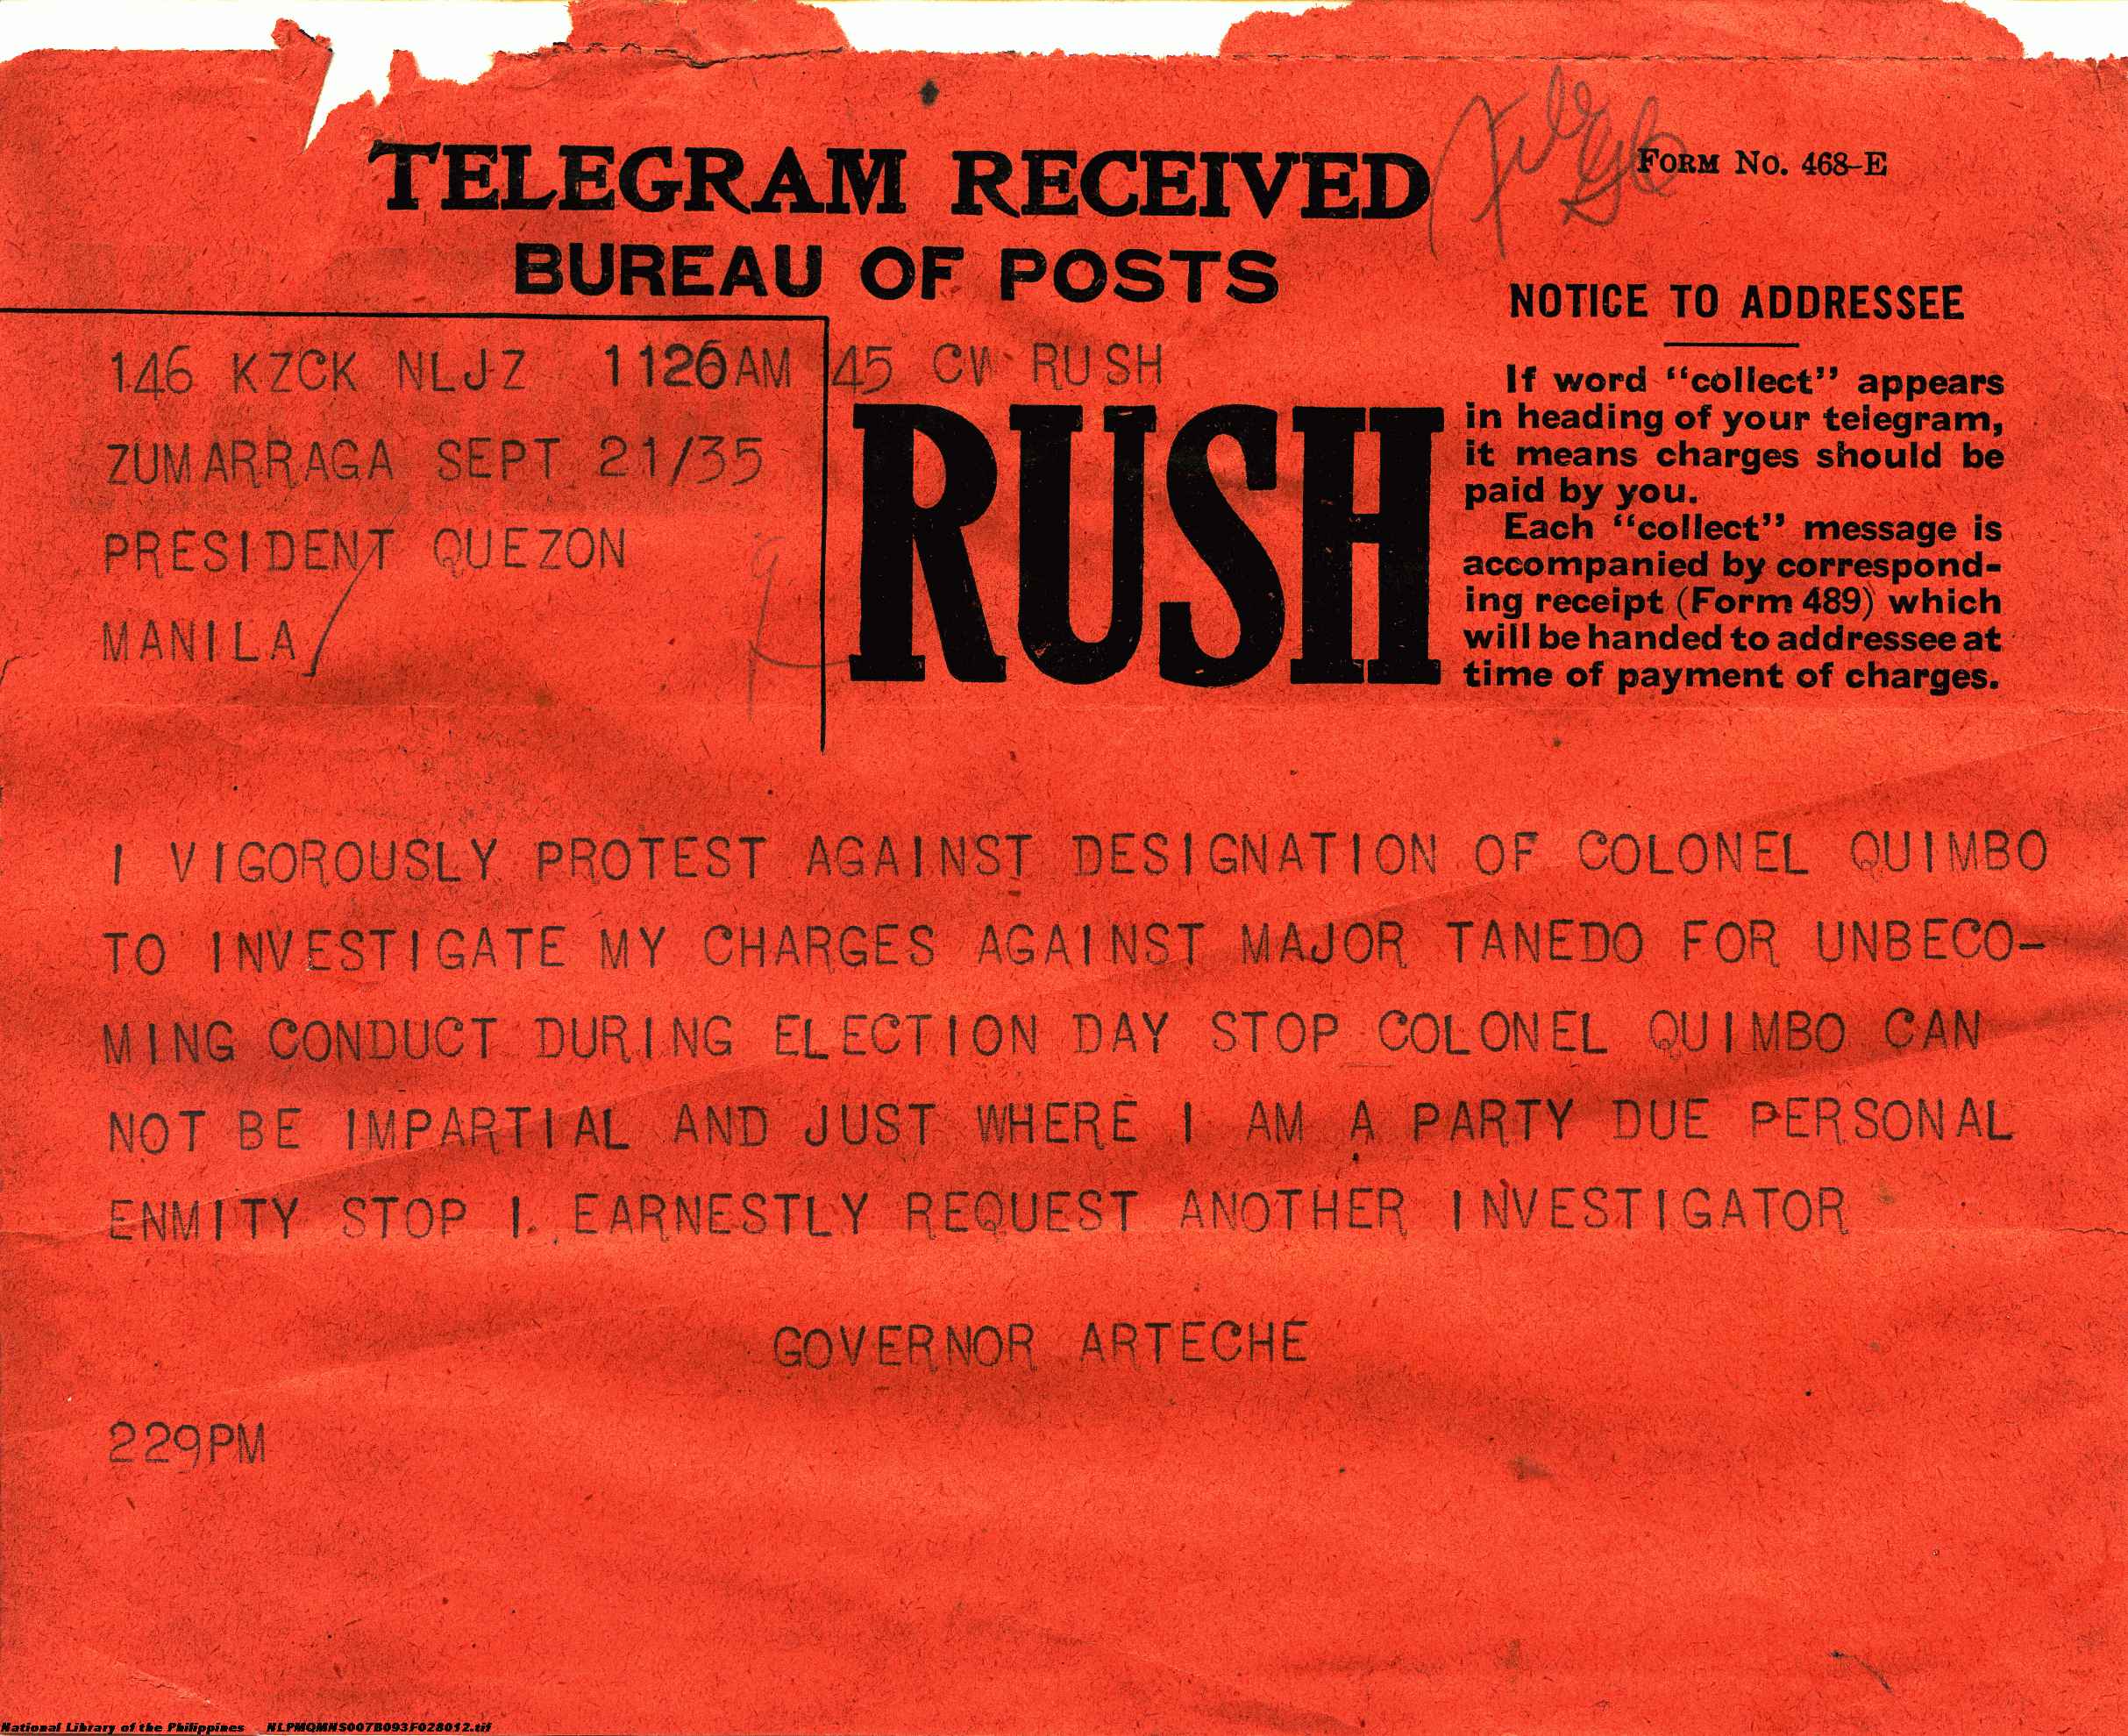 TELEGRAM RECEIVED
FORM NO. 468-E
BUREAU OF POSTS
NOTICE TO ADDRESSEE
If word "collect" appears
in heading of your telegram,
it means charges should be
paid by you.
Each "collect" message is
accompanied by correspond-
ing receipt (Form 489) which
will be handed to addressee at
time of payment of charges.
146 KZCK NLJZ 1126AM 45 CW RUSH
RUSH
ZUMARRAGA SEPT 21/35
PRESIDENT QUEZON
MANILA/
I VIGOROUSLY PROTEST AGAINST DESIGNATION OF COLONEL QUIMBO
TO INVESTIGATE MY CHARGES AGAINST MAJOR TANEDO FOR UNBECO-
MING CONDUCT DURING ELECTION DAY STOP COLONEL QUIMBO CAN
NOT BE IMPARTIAL AND JUST WHERE I AM A PARTY DUE PERSONAL
ENMITY STOP I EARNESTLY REQUEST ANOTHER INVESTIGATOR
GOVERNOR ARTECHE
229PM
National Library of the Philippines NLPMQMNS007B093F028012.tif